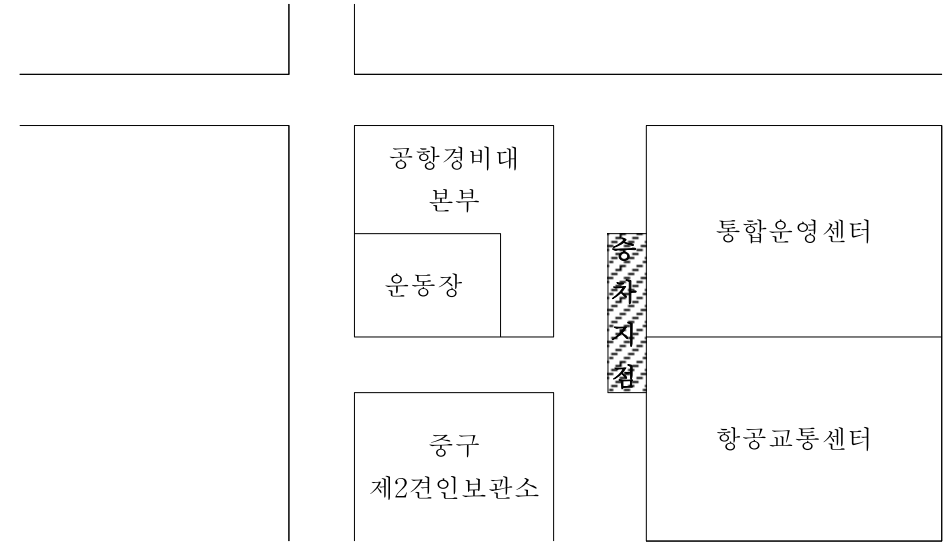 공항경비대
본부
통합운영센터
운동장
승
차
지
점
중구
제2견인보관소
항공교통센터